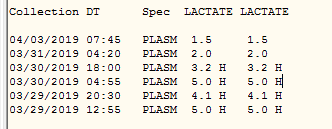 Collection DT Spec LACTATE LACTATE
04/03/2019 07:45 PLASM 1.5 1.5
03/31/2019 04:20 PLASM 2.0 2.0
03/30/2019 18:00 PLASM 3.2 H 3.2 H
03/30/2019 04:55 PLASM 5.0 H 5.0 H
03/29/2019 20:30 PLASM 4.1 H 4.1 H
03/29/2019 12:55 PLASM 5.0 H 5.0 H